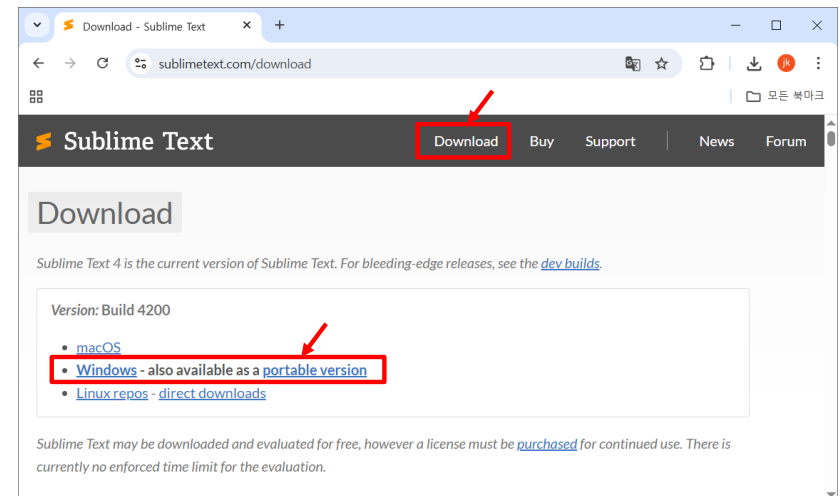 Download - Sublime Text
sublimetext.com/download
jk
모든 북마크
Sublime Text
Download Buy Support News Forum
Download
Sublime Text 4 is the current version of Sublime Text. For bleeding-edge releases, see the dev builds.
Version: Build 4200
macOS
Windows - also available as a portable version
Linux repos - direct downloads
Sublime Text may be downloaded and evaluated for free, however a license must be purchased for continued use. There is
currently no enforced time limit for the evaluation.